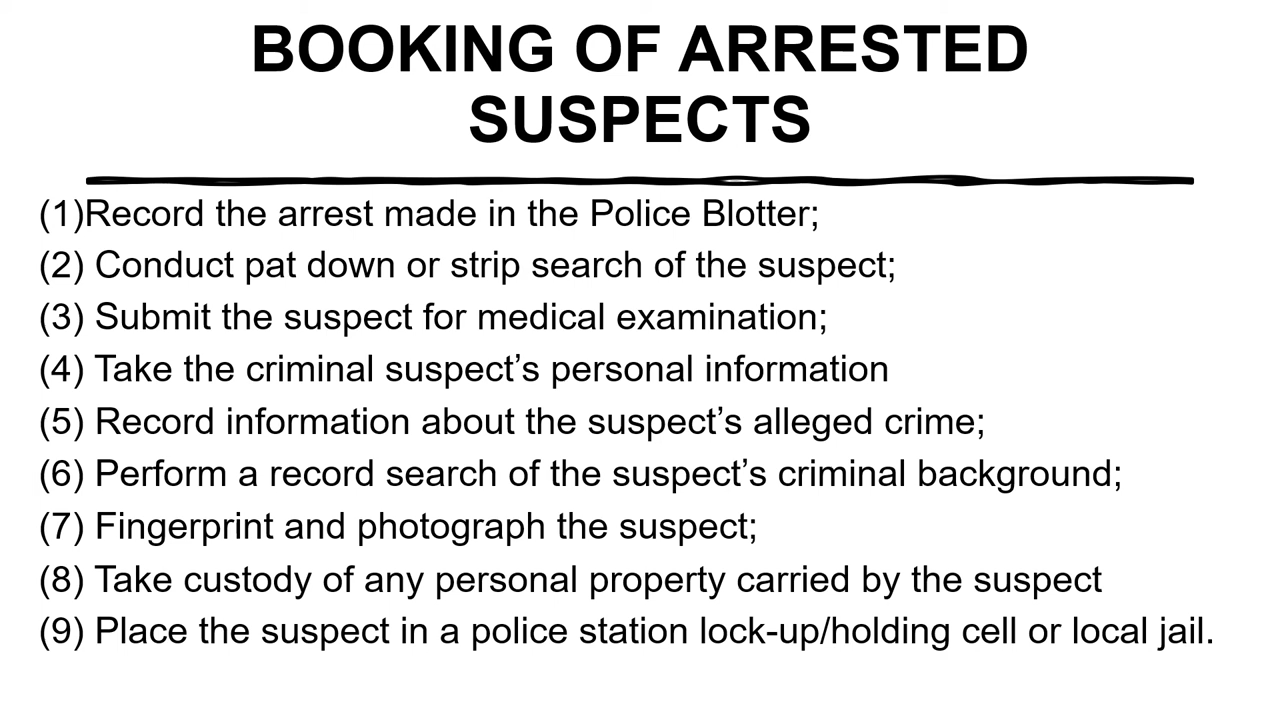 BOOKING OF ARRESTED
SUSPECTS
(1)Record the arrest made in the Police Blotter;
(2) Conduct pat down or strip search of the suspect;
(3) Submit the suspect for medical examination;
(4) Take the criminal suspect’s personal information
(5) Record information about the suspect’s alleged crime;
(6) Perform a record search of the suspect’s criminal background;
(7) Fingerprint and photograph the suspect;
(8) Take custody of any personal property carried by the suspect
(9) Place the suspect in a police station lock-up/holding cell or local jail.